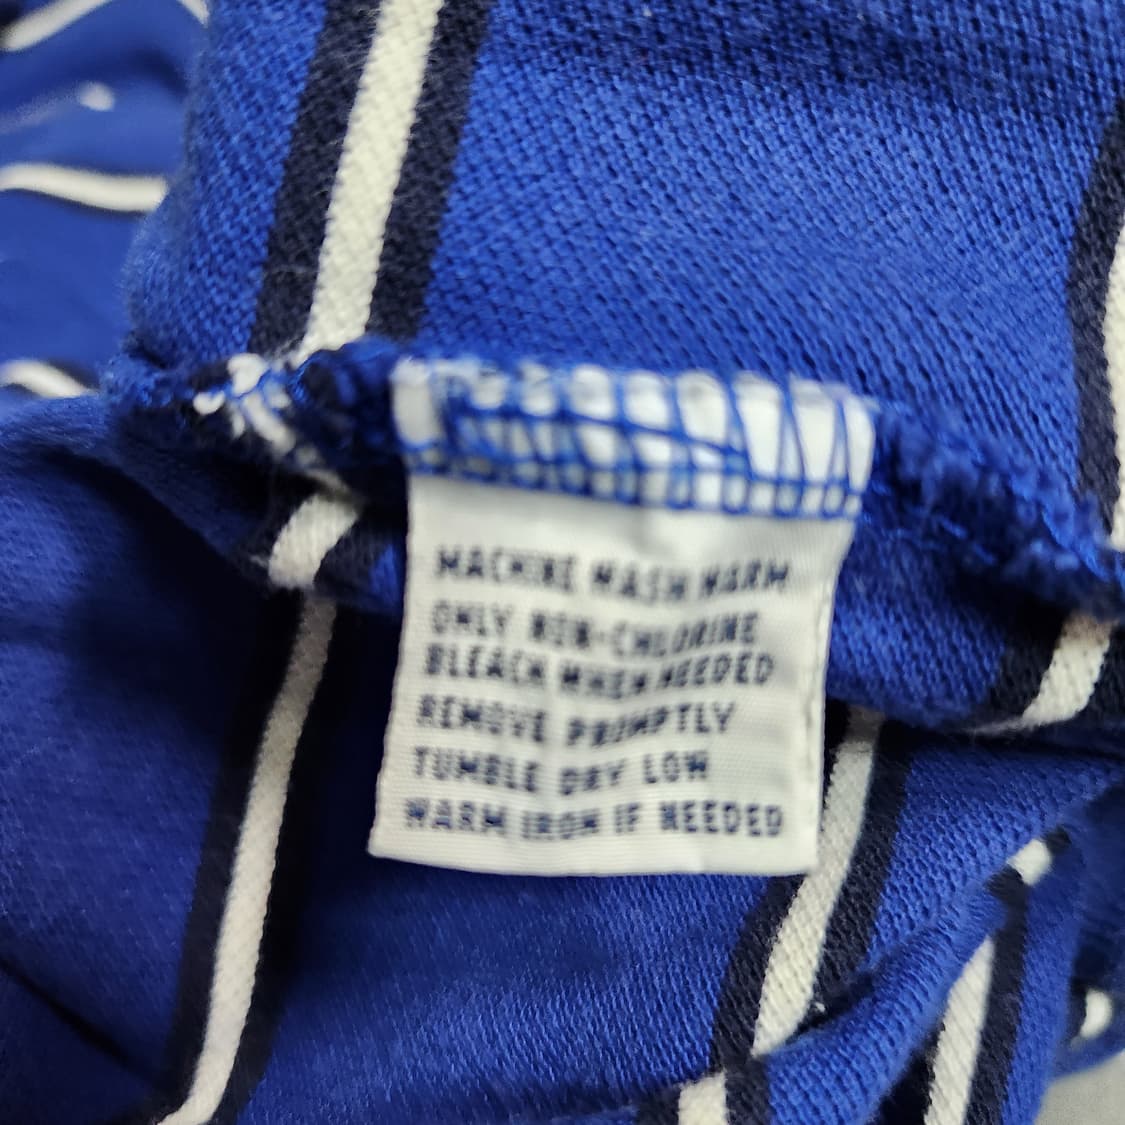 MACHINE WASH WARM
ONLY NON-CHLORINE
BLEACH WHEN NEEDED
REMOVE PROMPTLY
TUMBLE DRY LOW
WARM IRON IF NEEDED